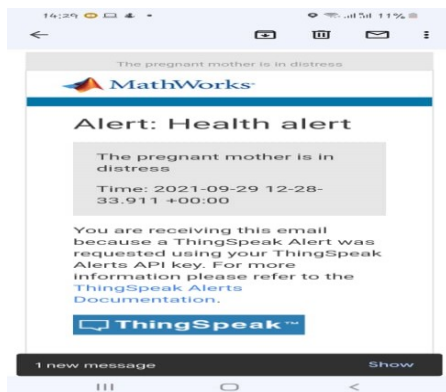 14:29
11%
The pregnant mother is in distress
MathWorks
Alert: Health alert
The pregnant mother is in
distress
Time: 2021-09-29 12-28-
33.911 +00:00
You are receiving this email
because a ThingSpeak Alert was
requested using your ThingSpeak
Alerts API key. For more
information please refer to the
ThingSpeak Alerts
Documentation.
ThingSpeak™
1 new message Show